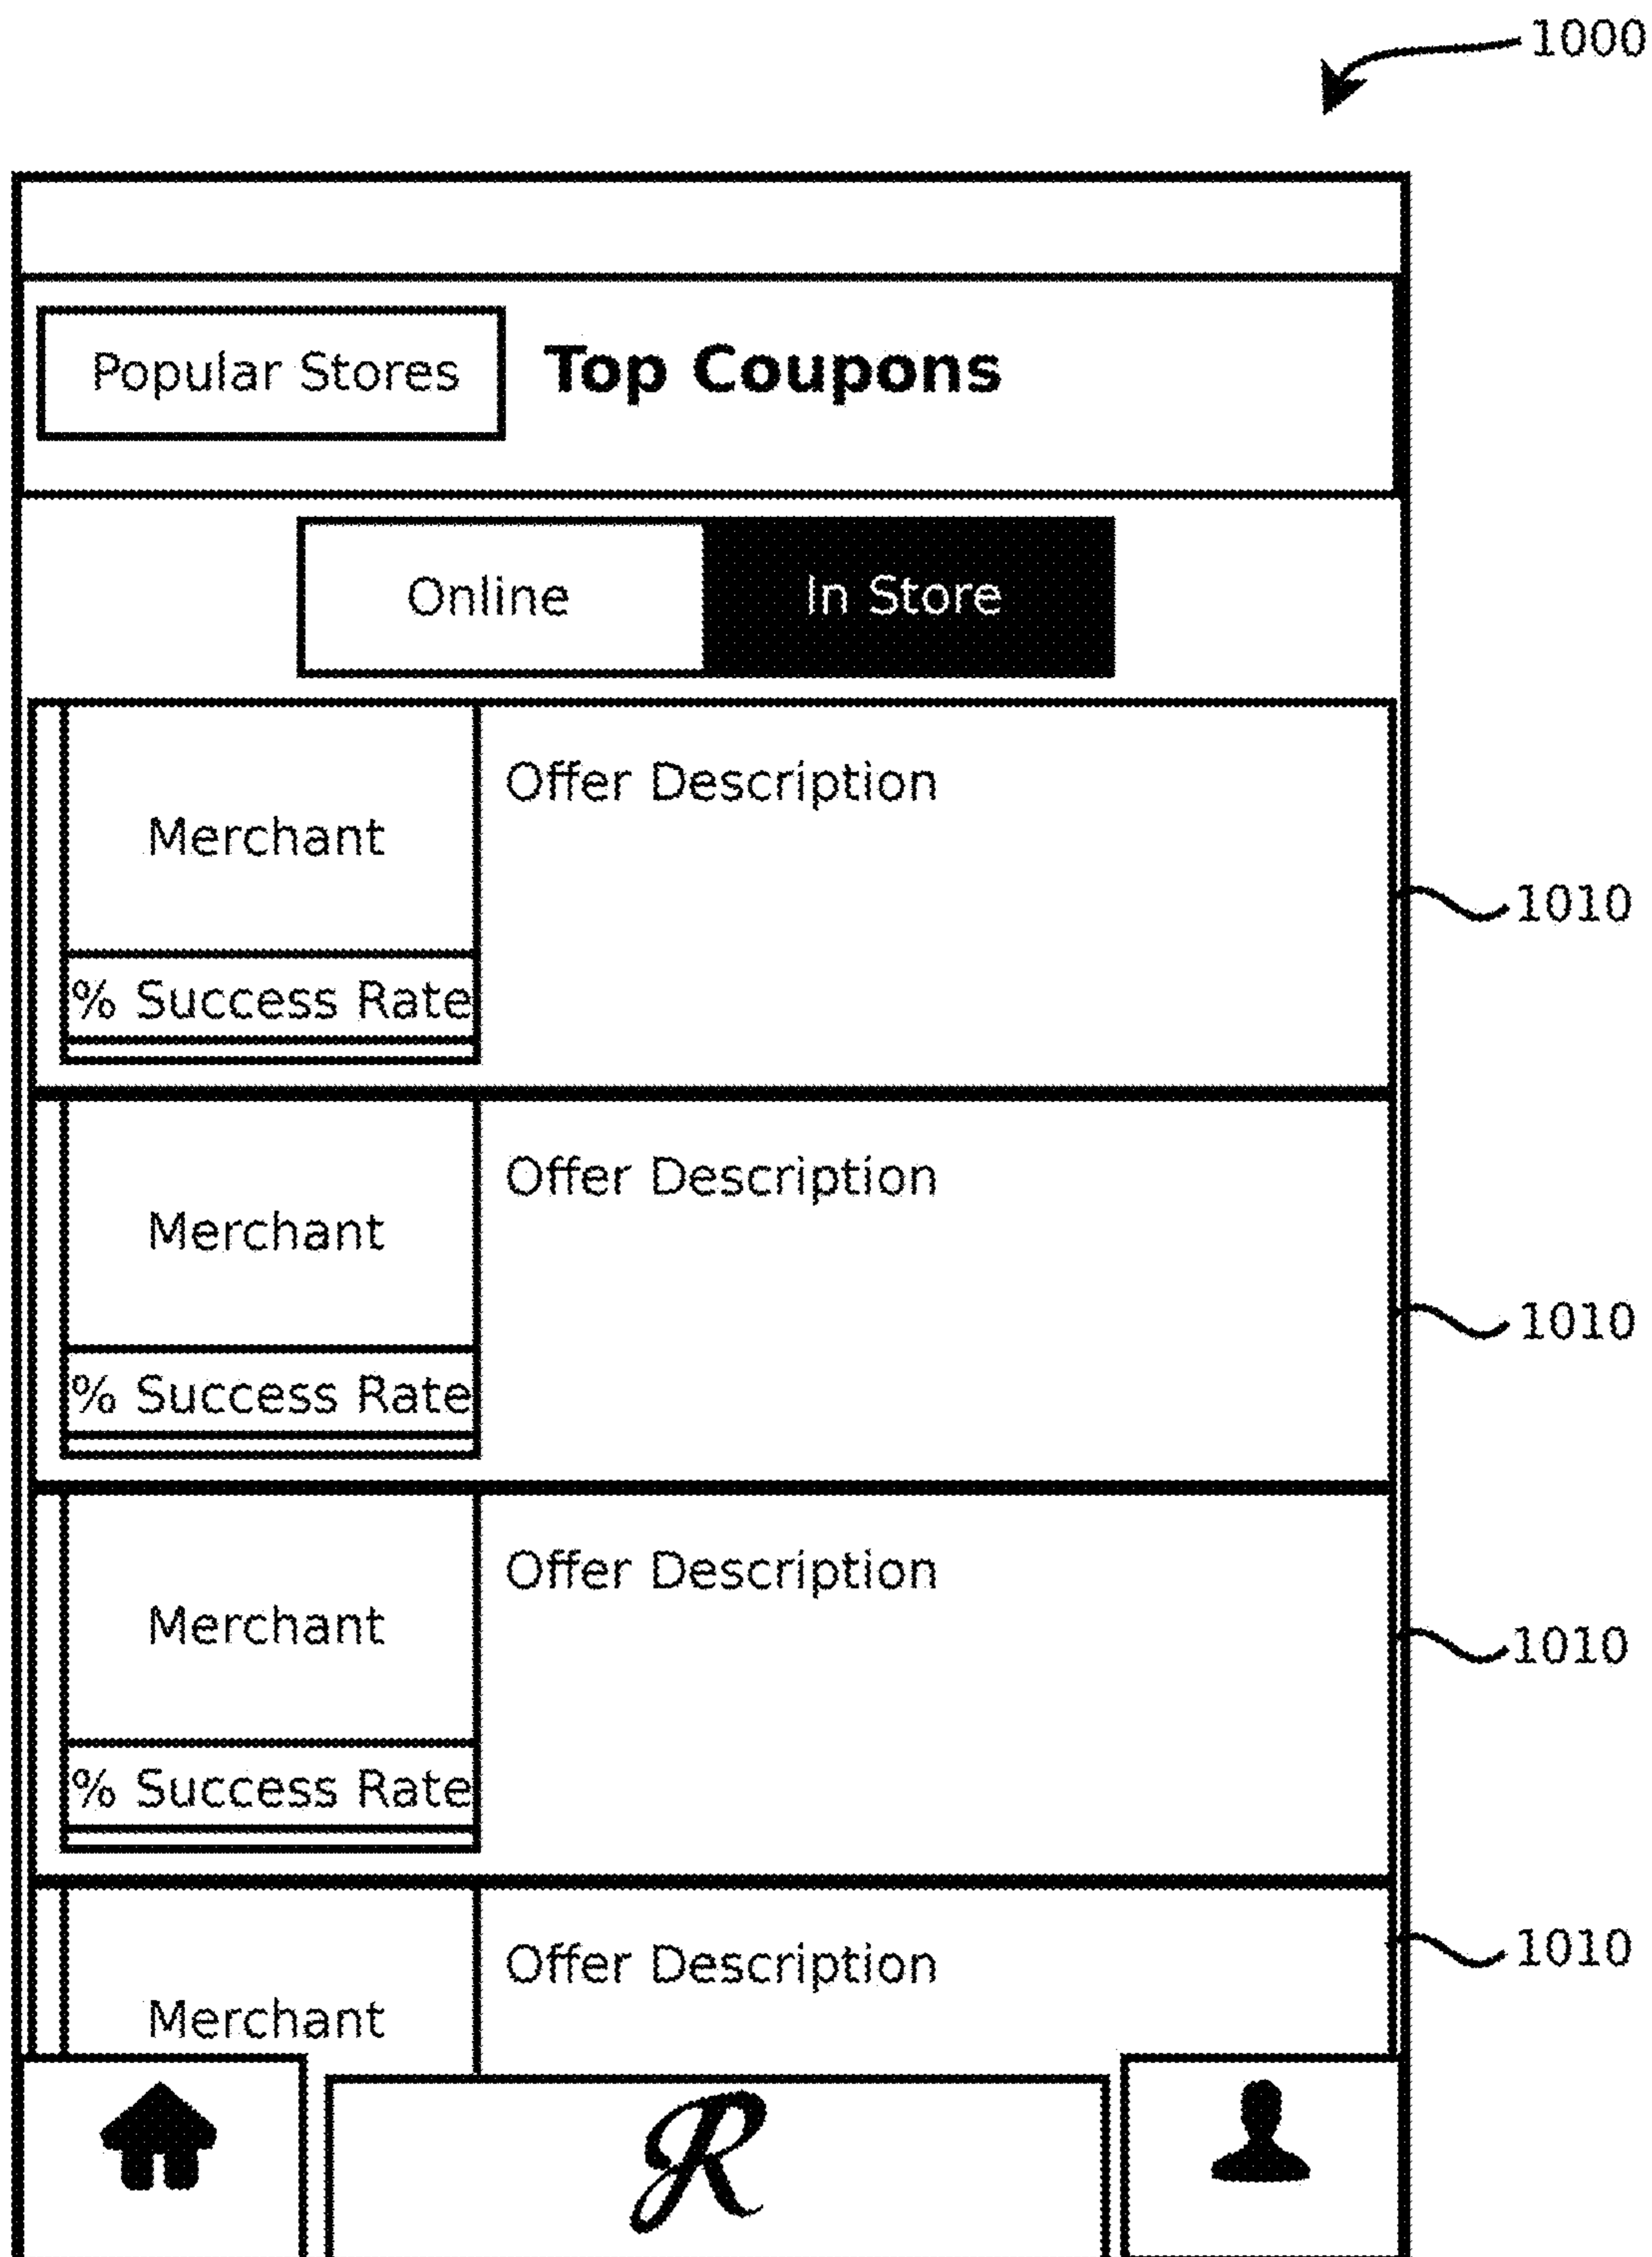 1000
Popular Stores Top Coupons
Online In Store
Offer Description
Merchant
1010
% Success Rate
Offer Description
Merchant
1010
% Success Rate
Offer Description
Merchant
1010
% Success Rate
1010
Offer Description
Merchant
R